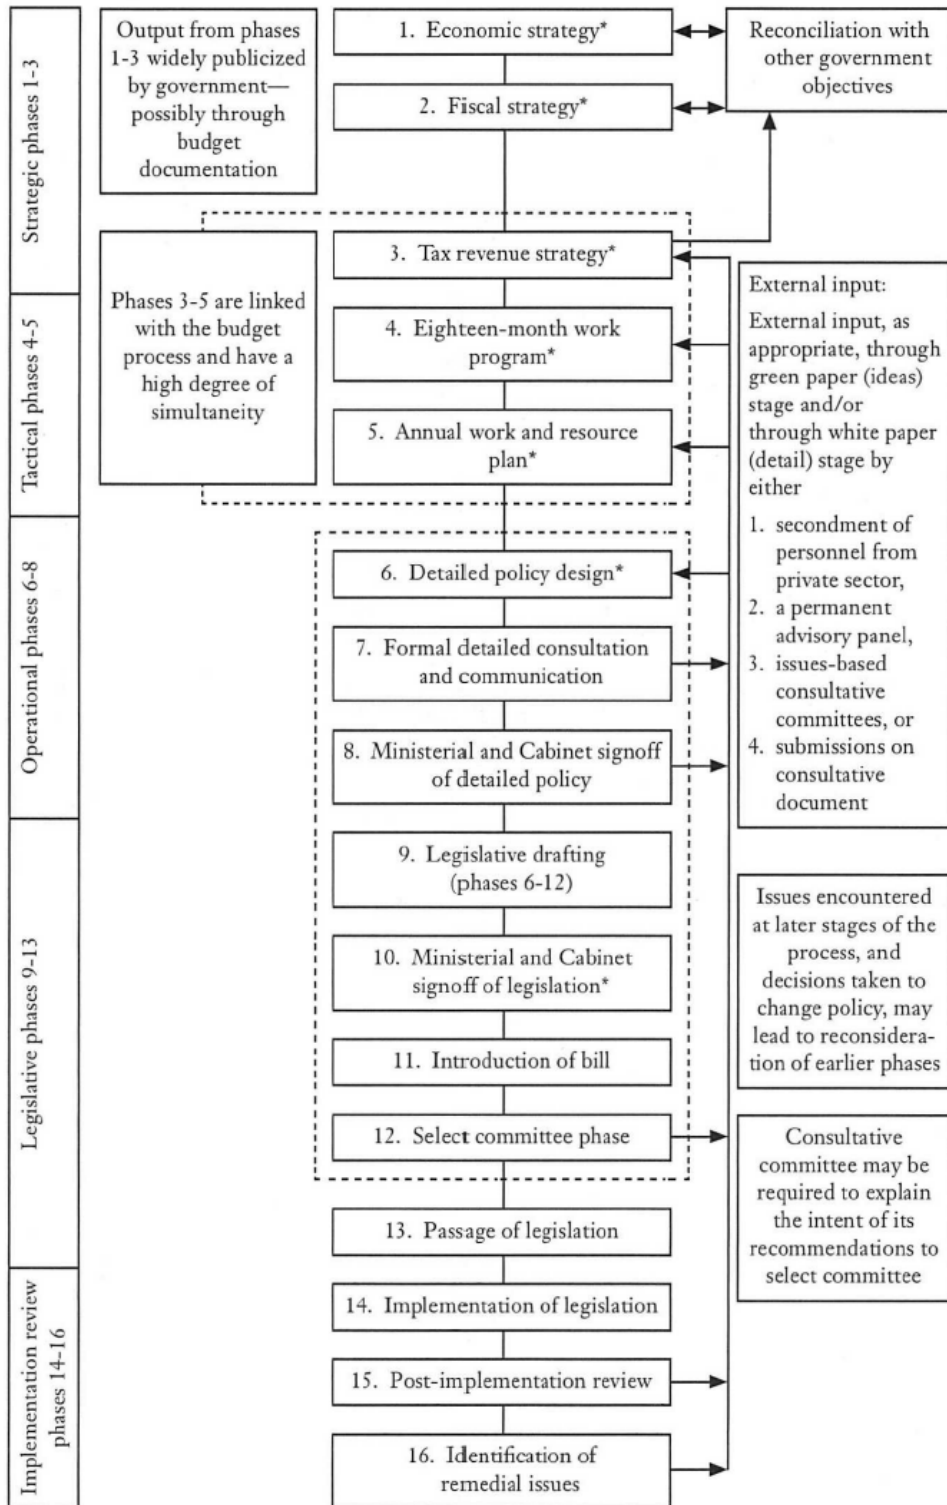 Strategic phases 1-3
Tactical phases 4-5
Operational phases 6-8
Legislative phases 9-13
Implementation review
phases 14-16
Output from phases
1-3 widely publicized
by government—
possibly through
budget
documentation
Phases 3-5 are linked
with the budget
process and have a
high degree of
simultaneity
1. Economic strategy*
2. Fiscal strategy*
3. Tax revenue strategy*
4. Eighteen-month work
program*
5. Annual work and resource
plan*
6. Detailed policy design*
7. Formal detailed consultation
and communication
8. Ministerial and Cabinet signoff
of detailed policy
9. Legislative drafting
(phases 6-12)
10. Ministerial and Cabinet
signoff of legislation*
11. Introduction of bill
12. Select committee phase
13. Passage of legislation
14. Implementation of legislation
15. Post-implementation review
16. Identification of
remedial issues
Reconciliation with
other government
objectives
External input:
External input, as
appropriate, through
green paper (ideas)
stage and/or
through white paper
(detail) stage by
either
1. secondment of
personnel from
private sector,
2. a permanent
advisory panel,
3. issues-based
consultative
committees, or
4. submissions on
consultative
document
Issues encountered
at later stages of the
process, and
decisions taken to
change policy, may
lead to reconsidera-
tion of earlier phases
Consultative
committee may be
required to explain
the intent of its
recommendations to
select committee